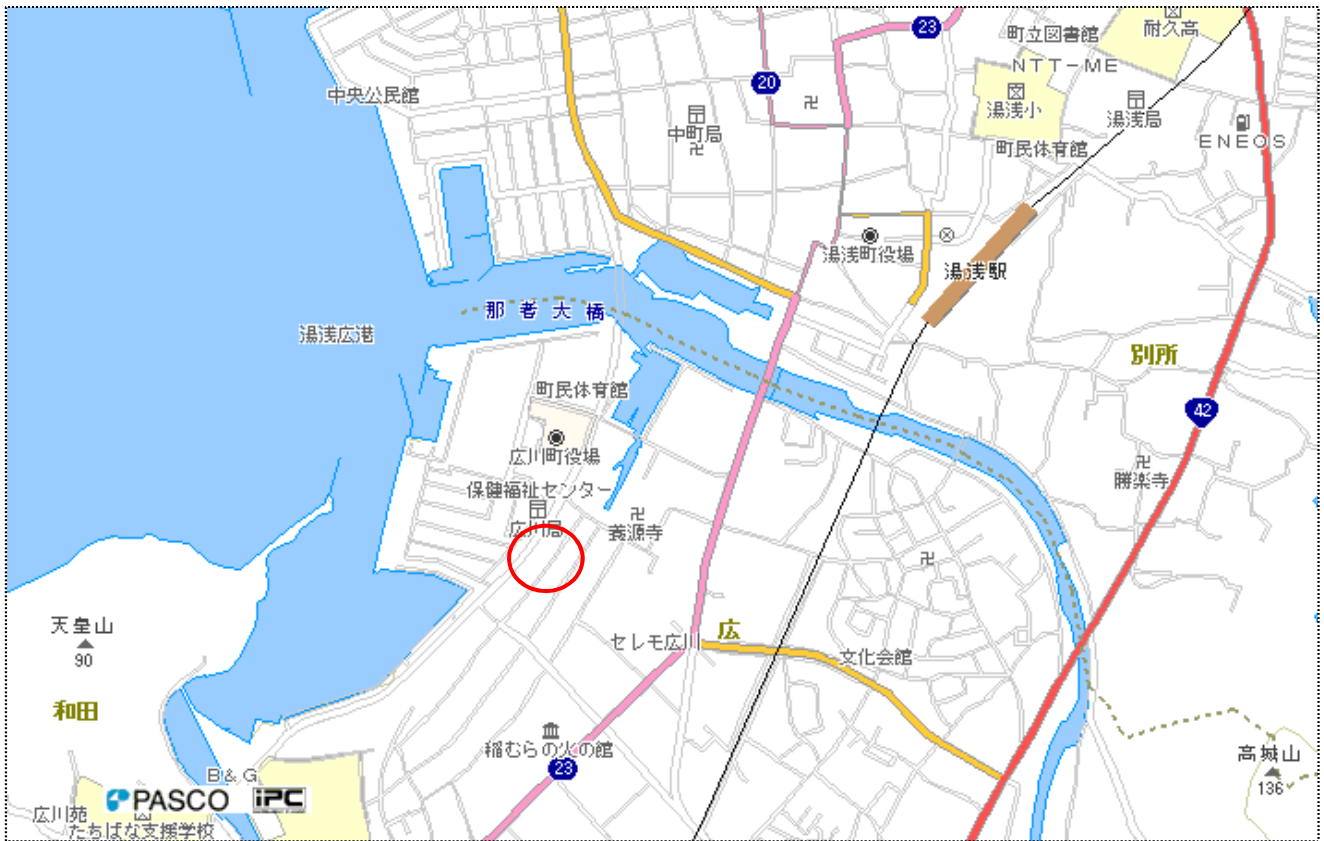 23
町立図書館
耐久高
NTT-ME
20
中央公民館
湯浅小
湯浅局
中町局
ENEOS
町民体育館
湯浅町役場
湯浅駅
那耆大橋
湯浅広港
別所
町民体育館
42
広川町役場
勝楽寺
保健福祉センター
広川局
養源寺
天皇山
90
セレモ広川
広
文化会館
和田
稲むらの火の館
23
高城山
136
B&G
PASCO
iPC
広川苑
たちばな支援学校